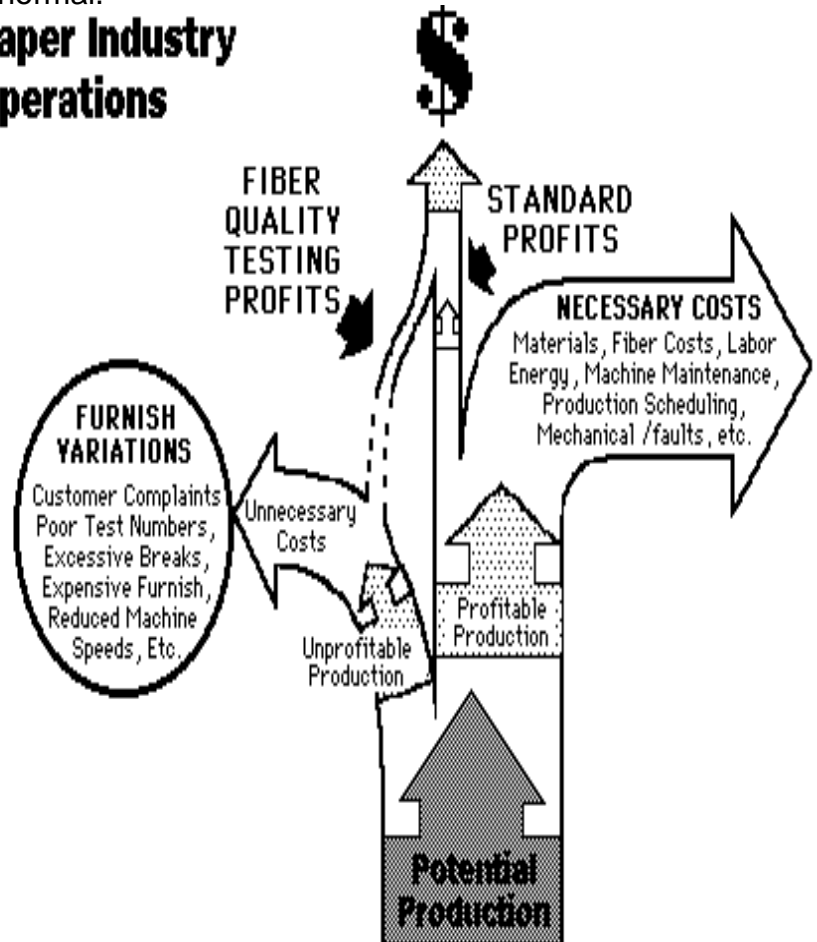 normal.
aper Industry
perations
$
FIBER
QUALITY
TESTING
PROFITS
STANDARD
PROFITS
NECESSARY COSTS
Materials, Fiber Costs, Labor
Energy, Machine Maintenance,
Production Scheduling,
Mechanical /faults, etc.
FURNISH
VARIATIONS
Customer Complaints
Poor Test Numbers,
Excessive Breaks,
Expensive Furnish,
Reduced Machine
Speeds, Etc.
Unnecessary
Costs
Unprofitable
Production
Profitable
Production
Potential
Production